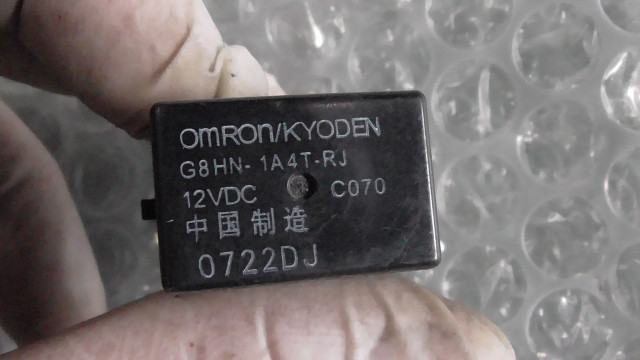 OMRON/KYODEN
G8HN-1A4T-RJ
12VDC C070
中国制造
0722DJ